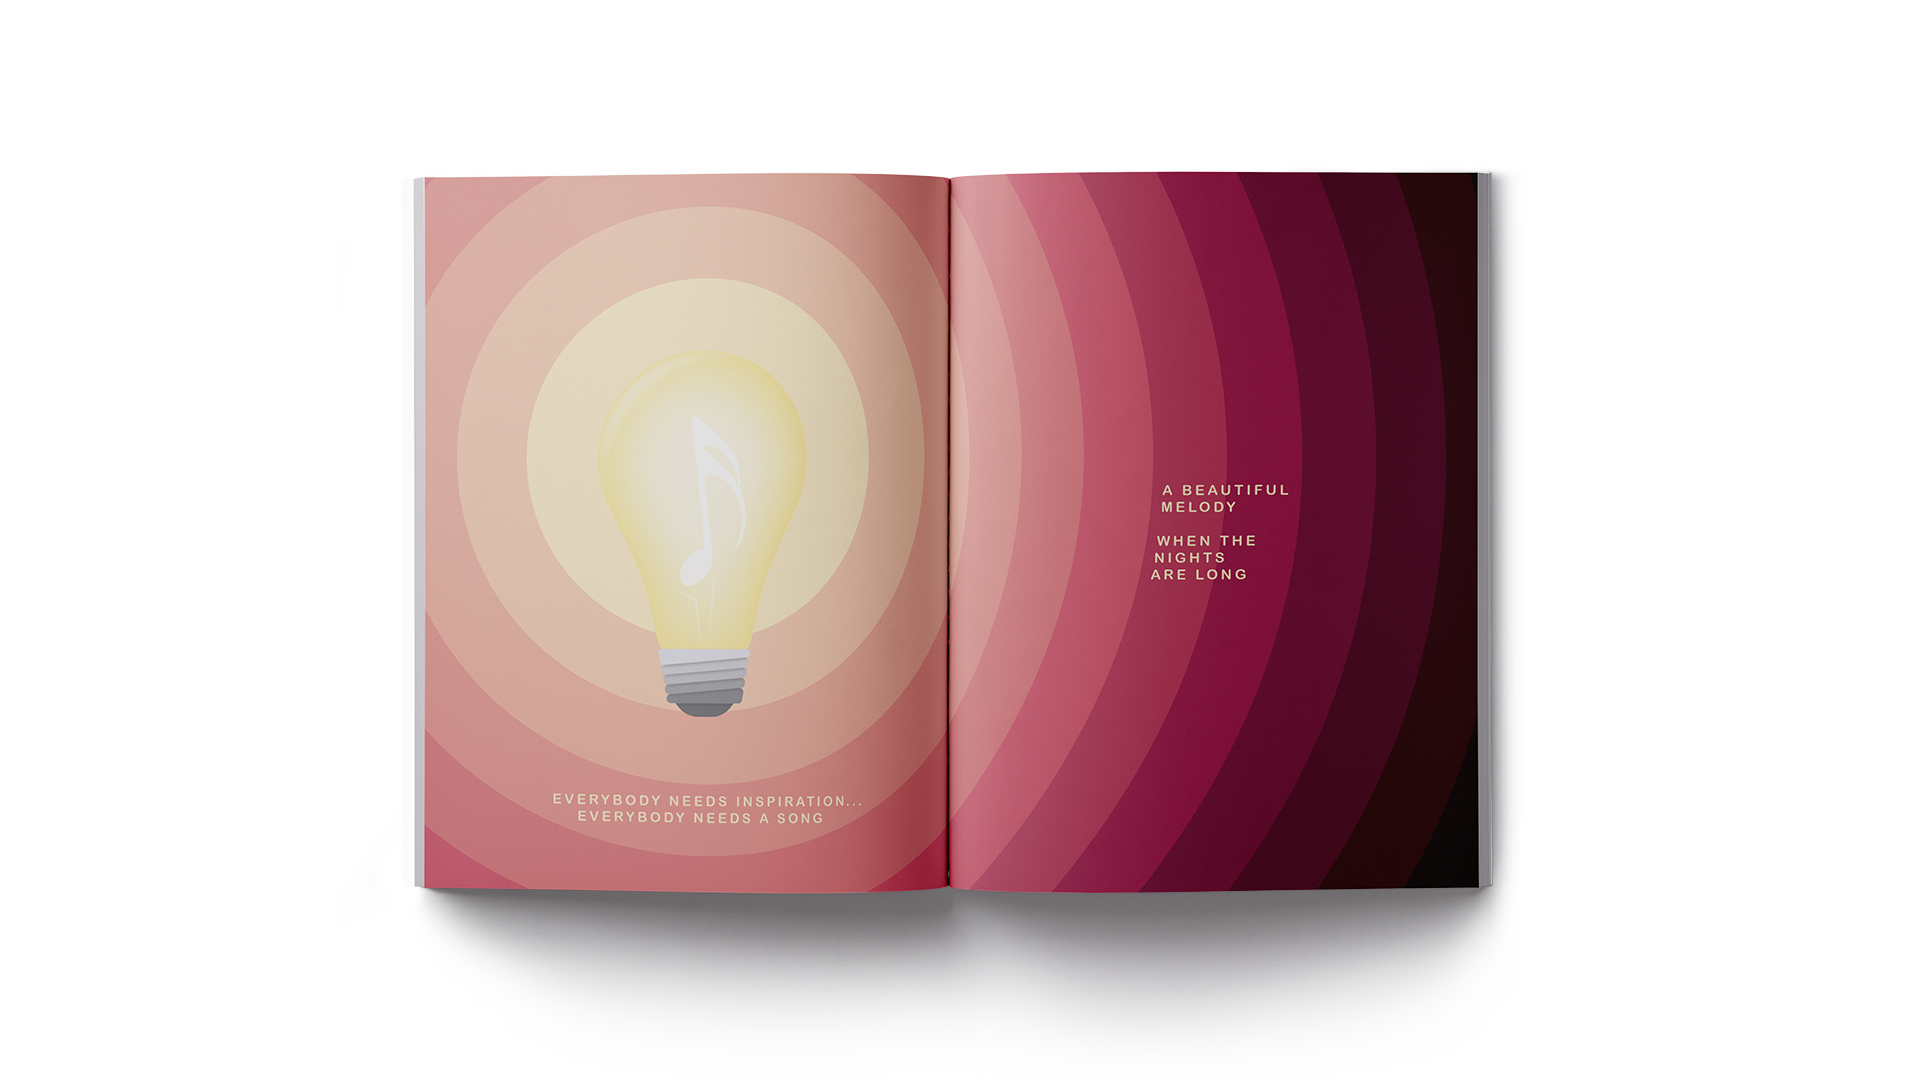 EVERYBODY NEEDS INSPIRATION...
EVERYBODY NEEDS A SONG
A BEAUTIFUL
MELODY
WHEN THE
NIGHTS
ARE LONG